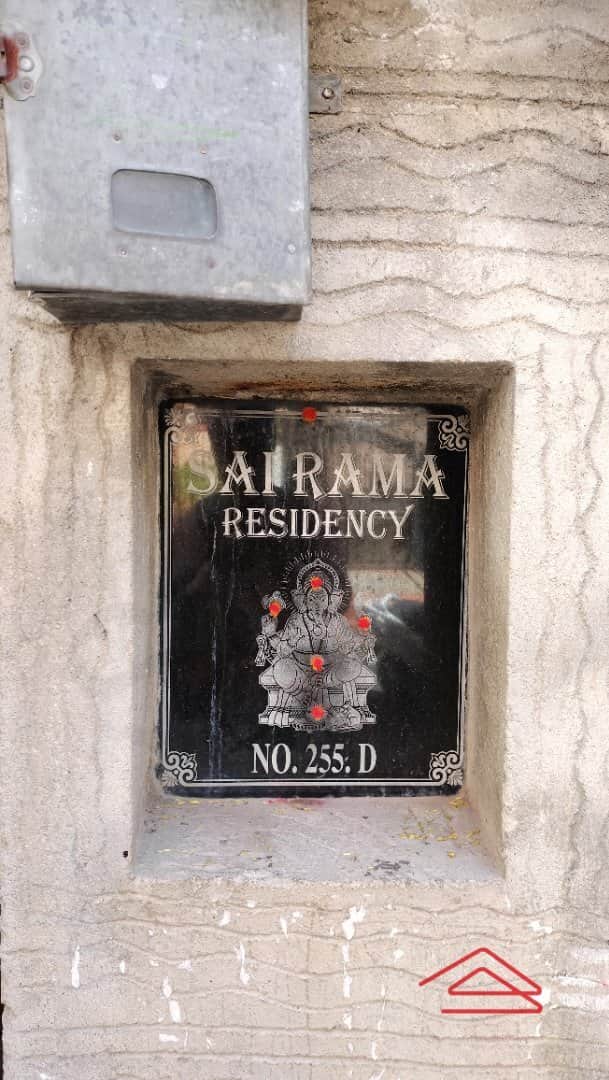 SAI RAMA
RESIDENCY
NO. 255. D